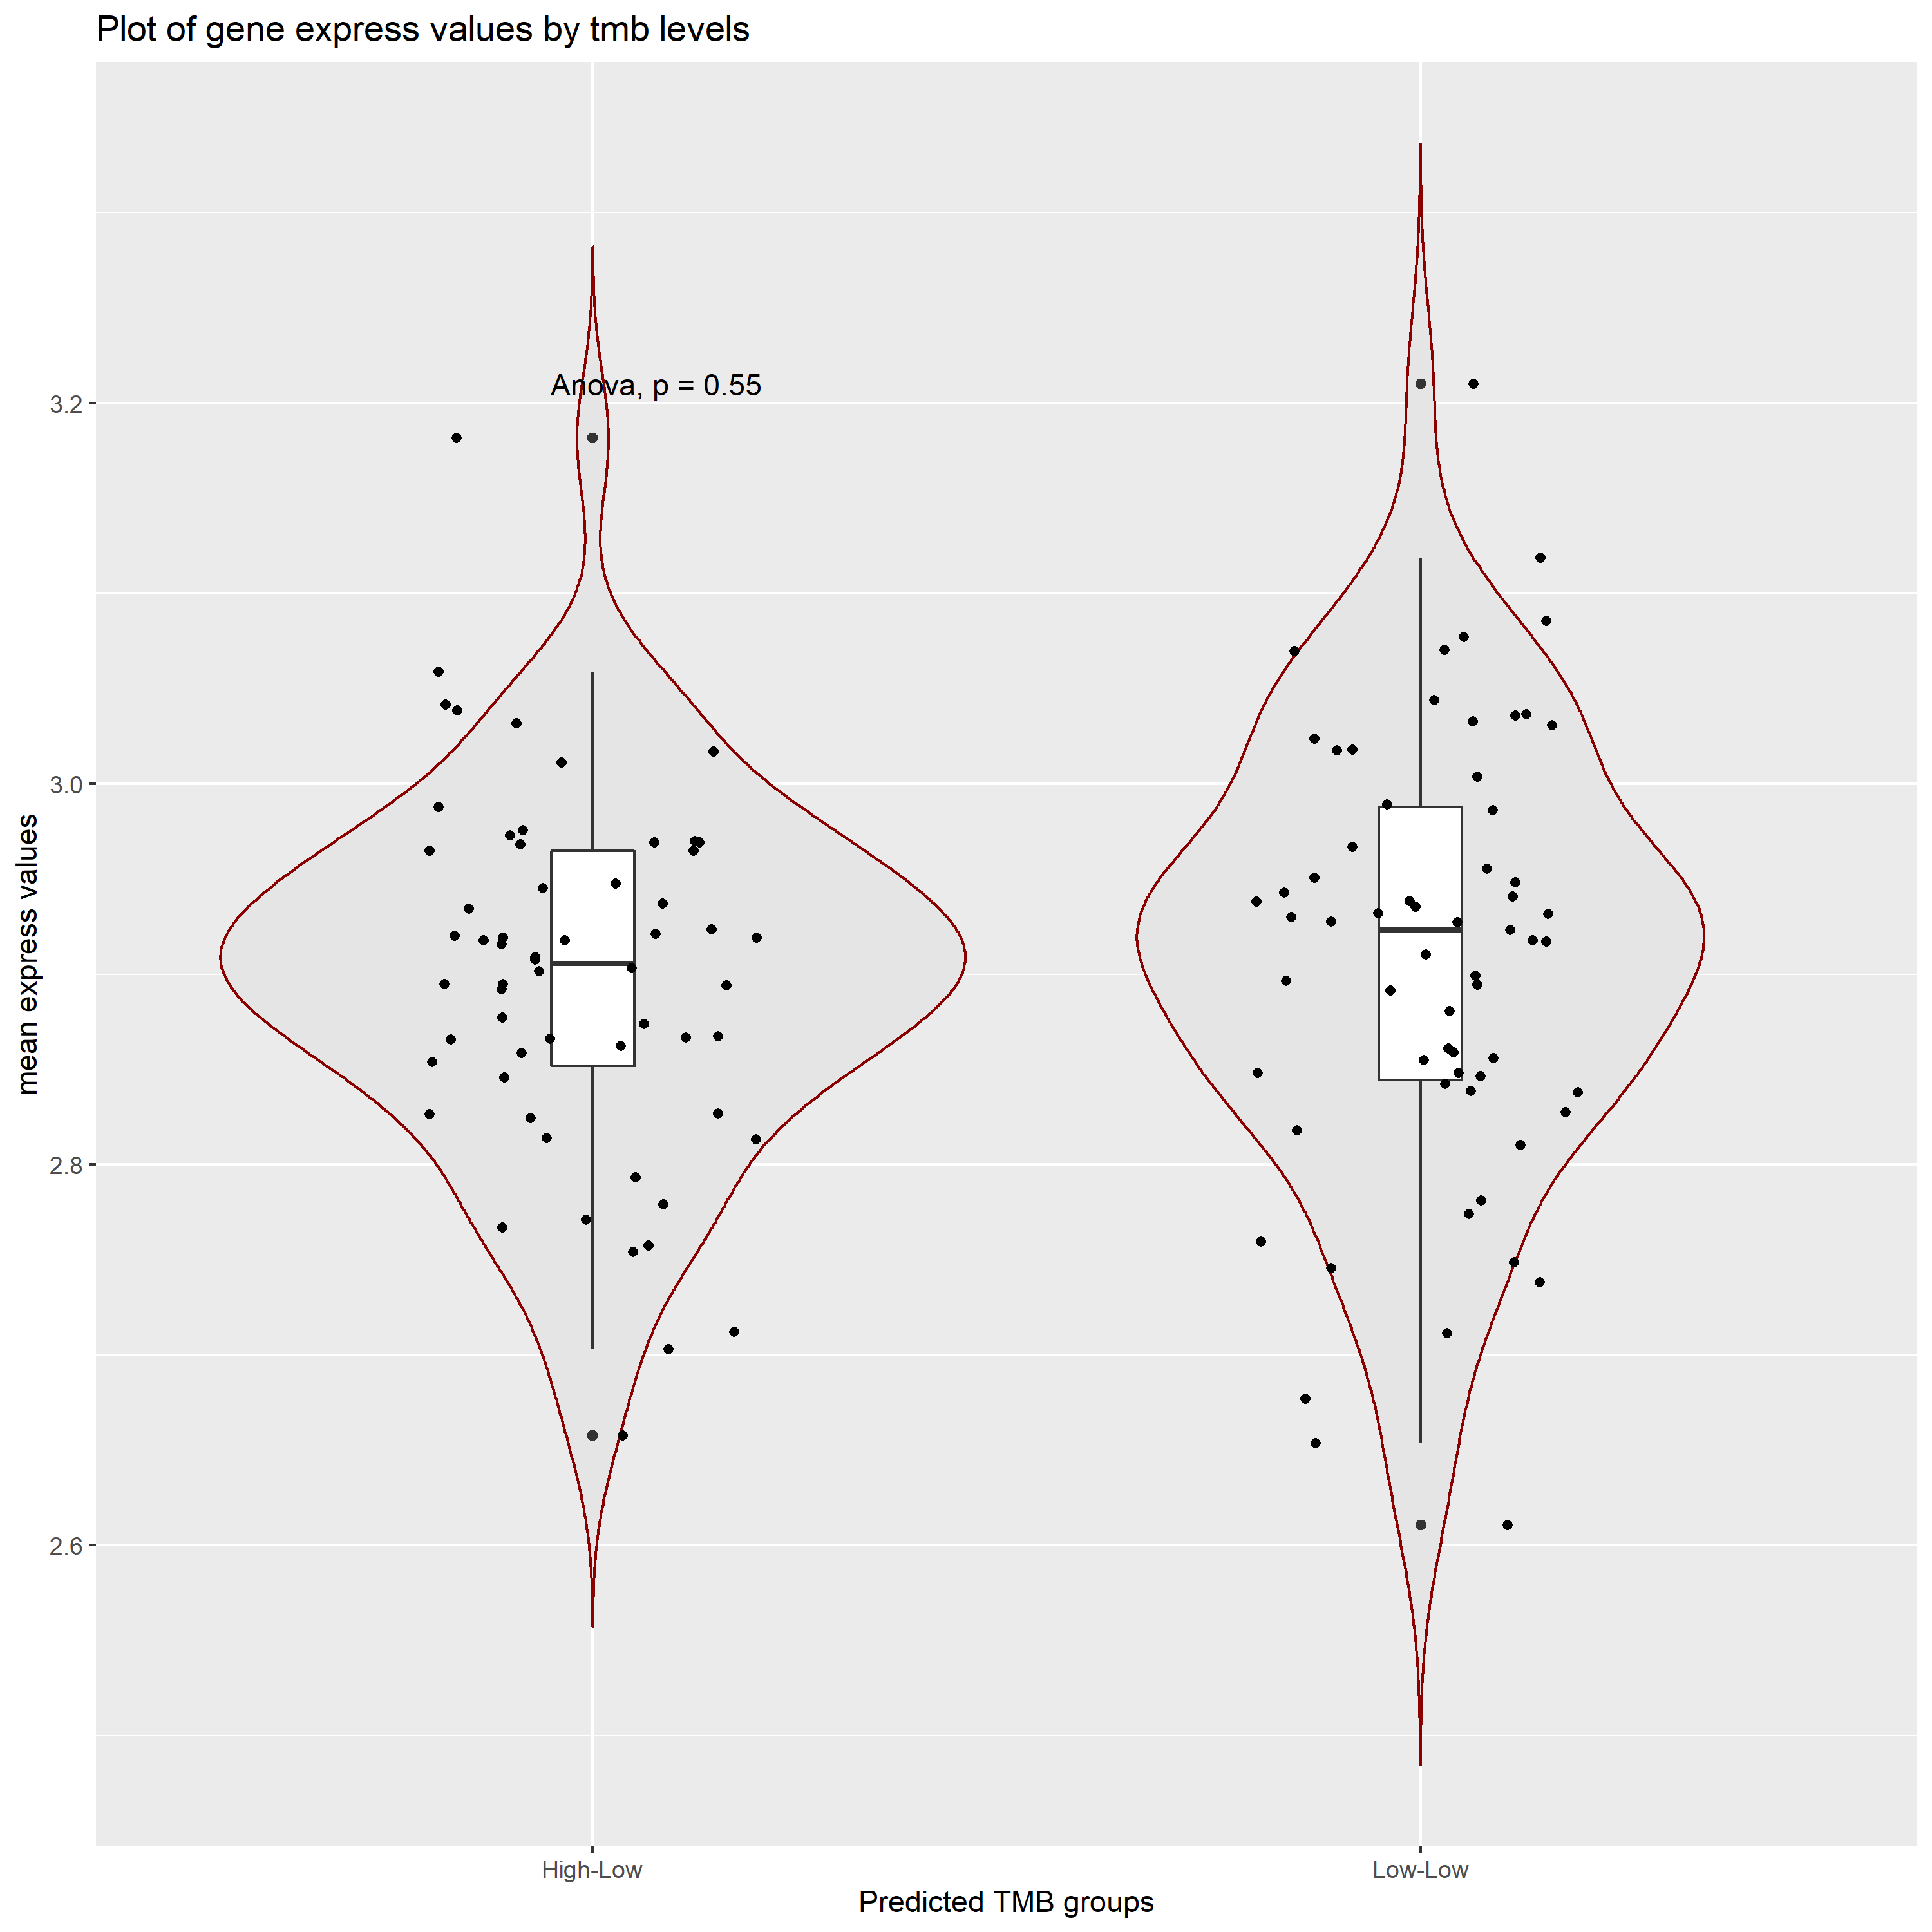 Plot of gene express values by tmb levels
Anova, p = 0.55
3.2
3.0
2.8
2.6
mean express values
High-Low
Low-Low
Predicted TMB groups